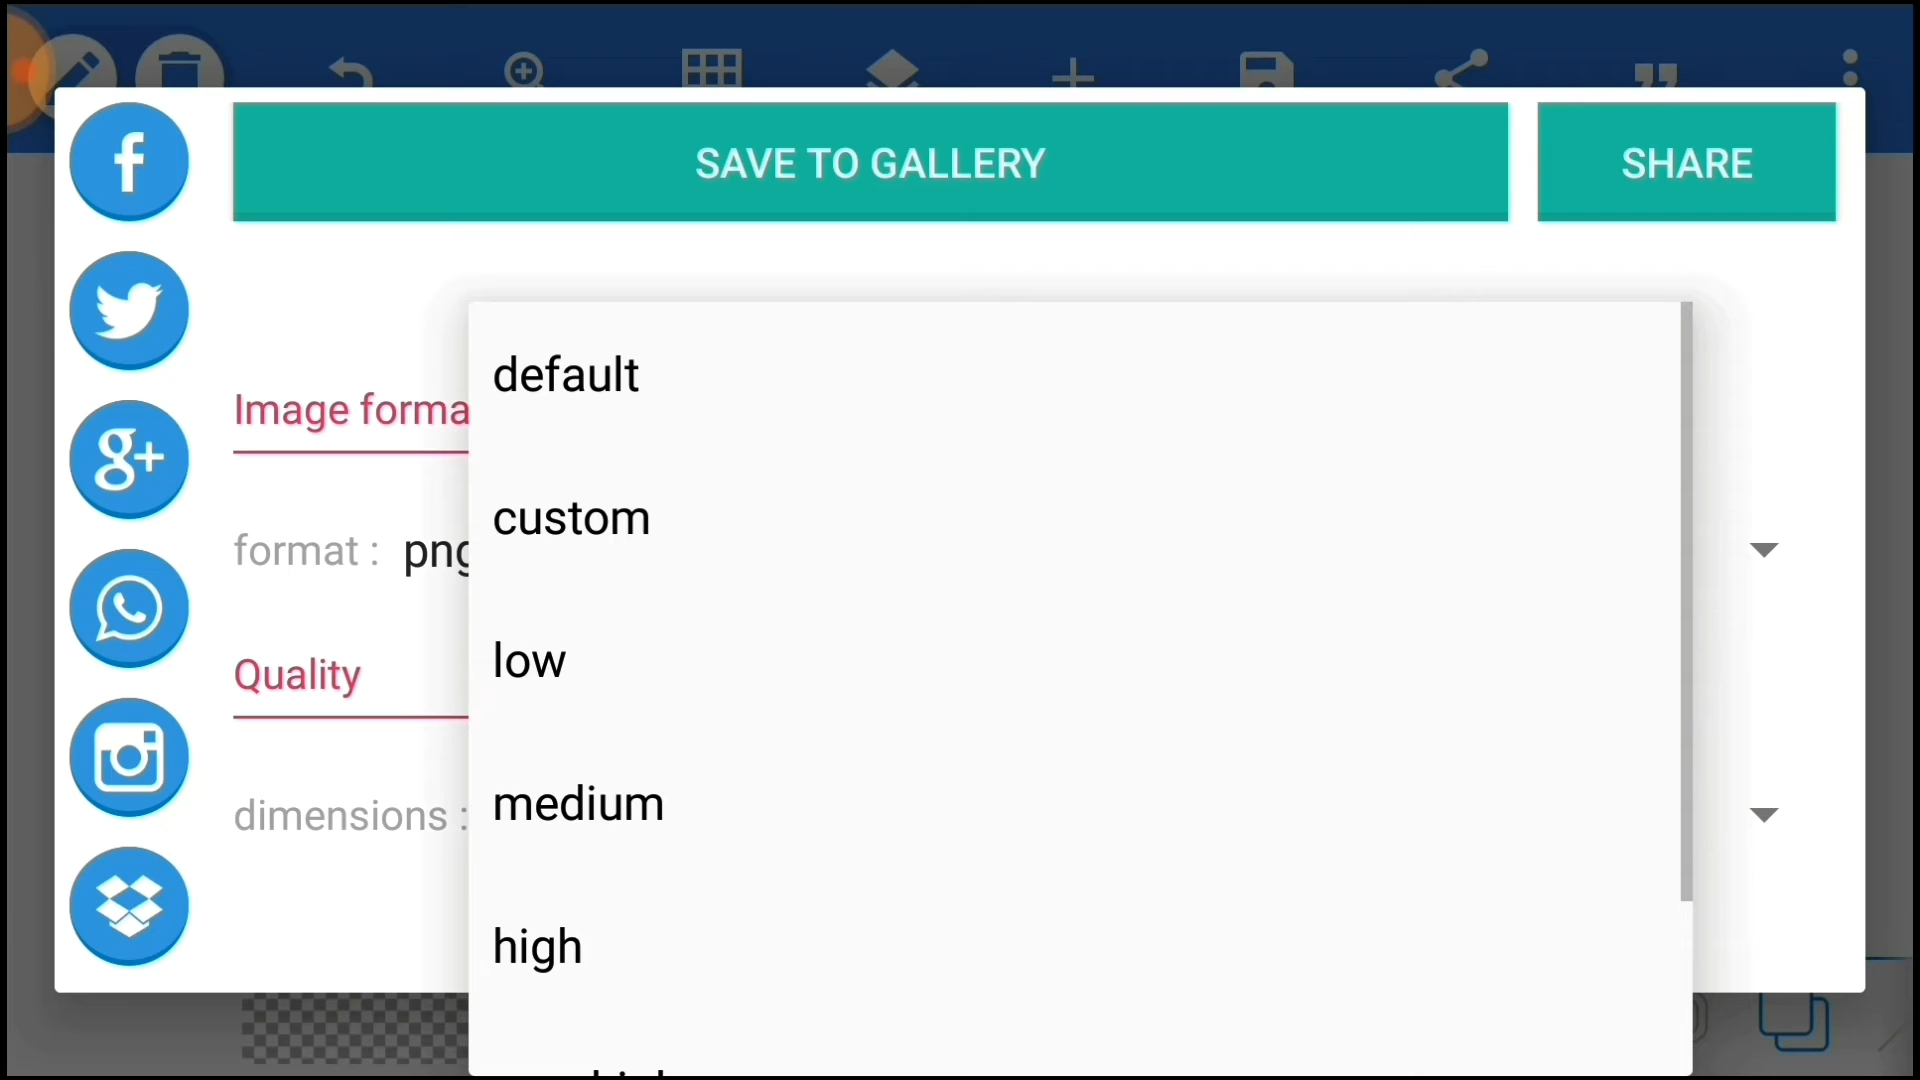 SAVE TO GALLERY
SHARE
default
Image forma
custom
format : png
low
Quality
medium
dimensions :
high